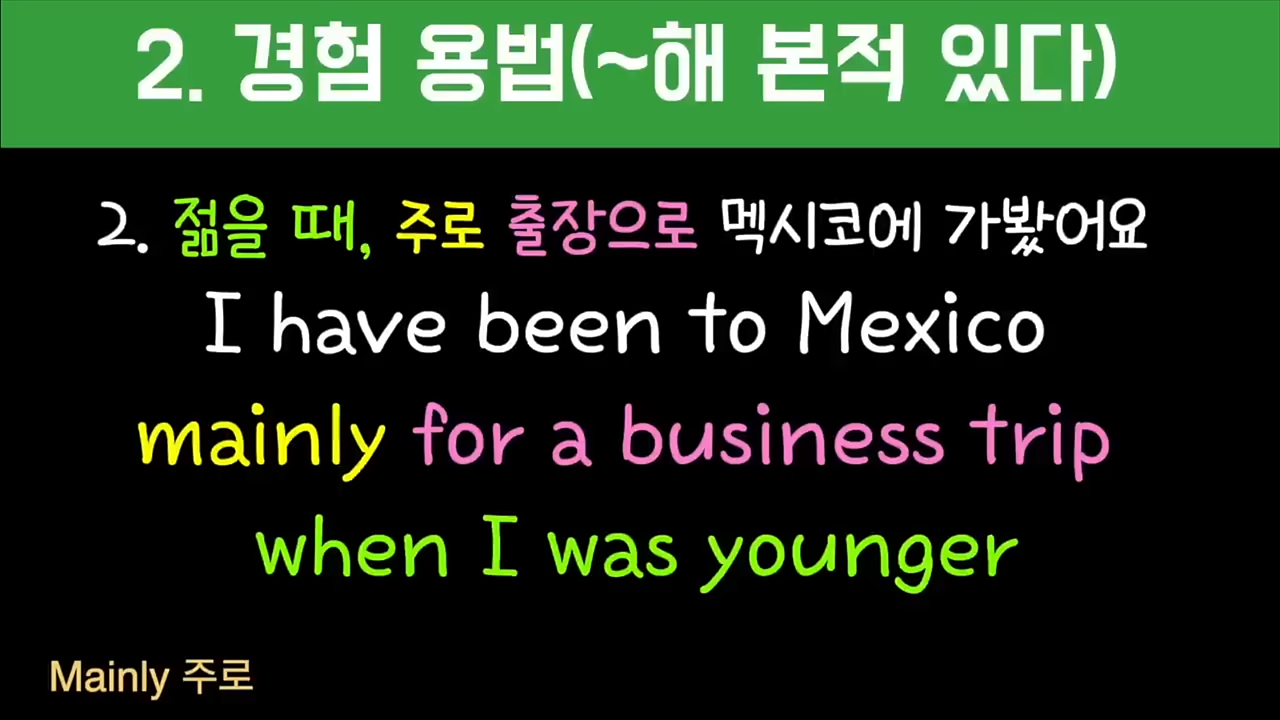 2. 경험 용법(~해 본적 있다)
2. 젊을 때, 주로 출장으로 멕시코에 가봤어요
I have been to Mexico
mainly for a business trip
when I was younger
Mainly 주로